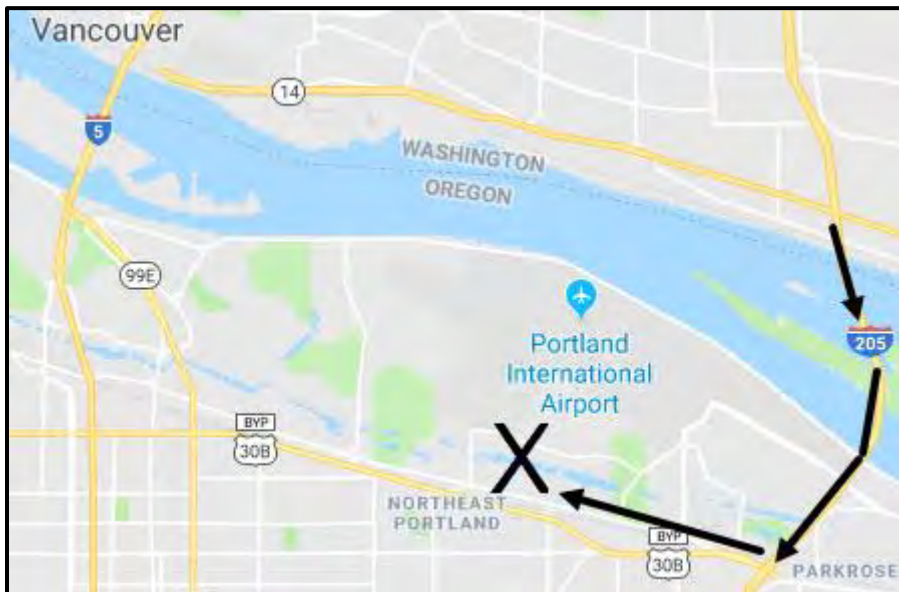 Vancouver
14
5
WASHINGTON
OREGON
99E
205
Portland
International
Airport
BYP
30B
X
NORTHEAST
PORTLAND
BYP
30B
PARKROSE